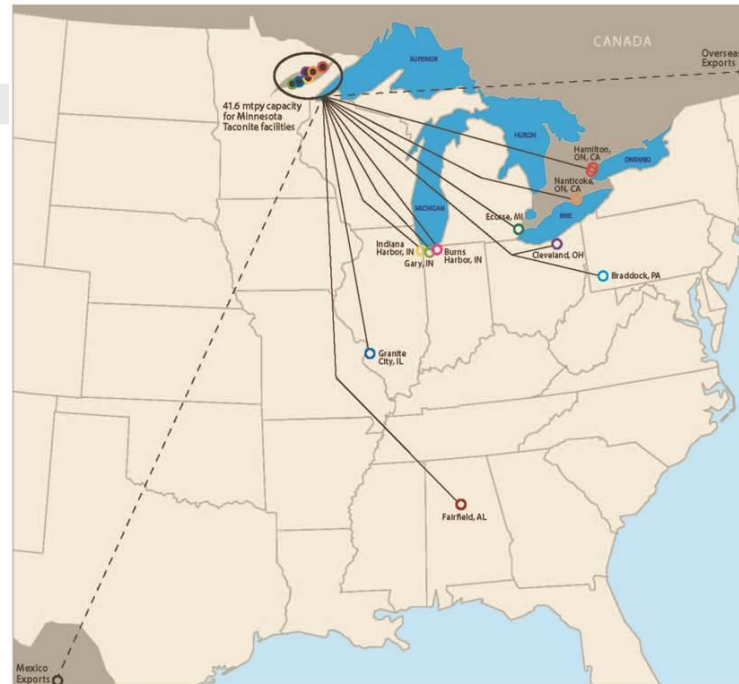 CANADA
Overseas
Exports
SUPERIOR
41.6 mtpy capacity
for Minnesota
Taconite facilities
HURON
Hamilton,
ON, CA
ONTARIO
Nanticoke,
ON, CA
MICHIGAN
Ecorse, MI
ERIE
Indiana
Harbor, IN
Gary, IN
Burns
Harbor, IN
Cleveland, OH
Braddock, PA
Granite
City, IL
Fairfield, AL
Mexico
Exports